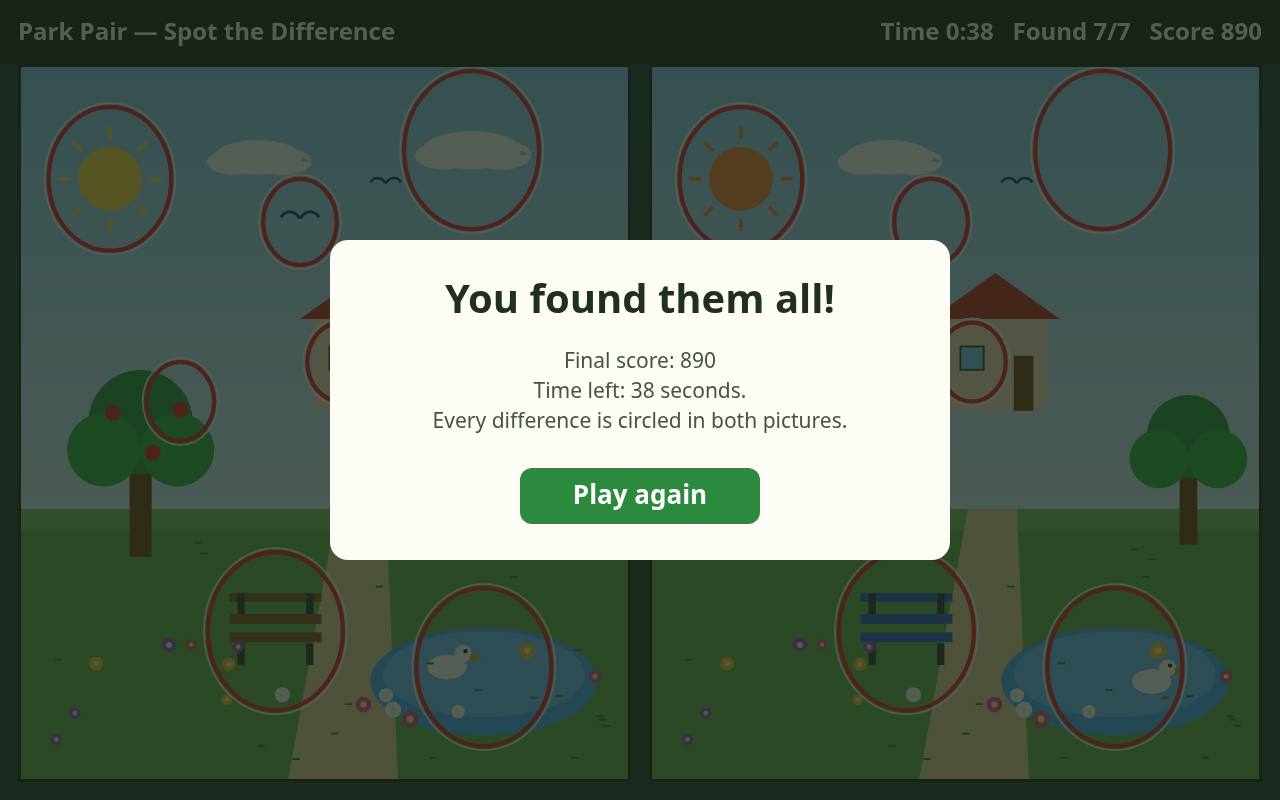 Park Pair — Spot the Difference
Time 0:38 Found 7/7 Score 890
You found them all!
Final score: 890
Time left: 38 seconds.
Every difference is circled in both pictures.
Play again